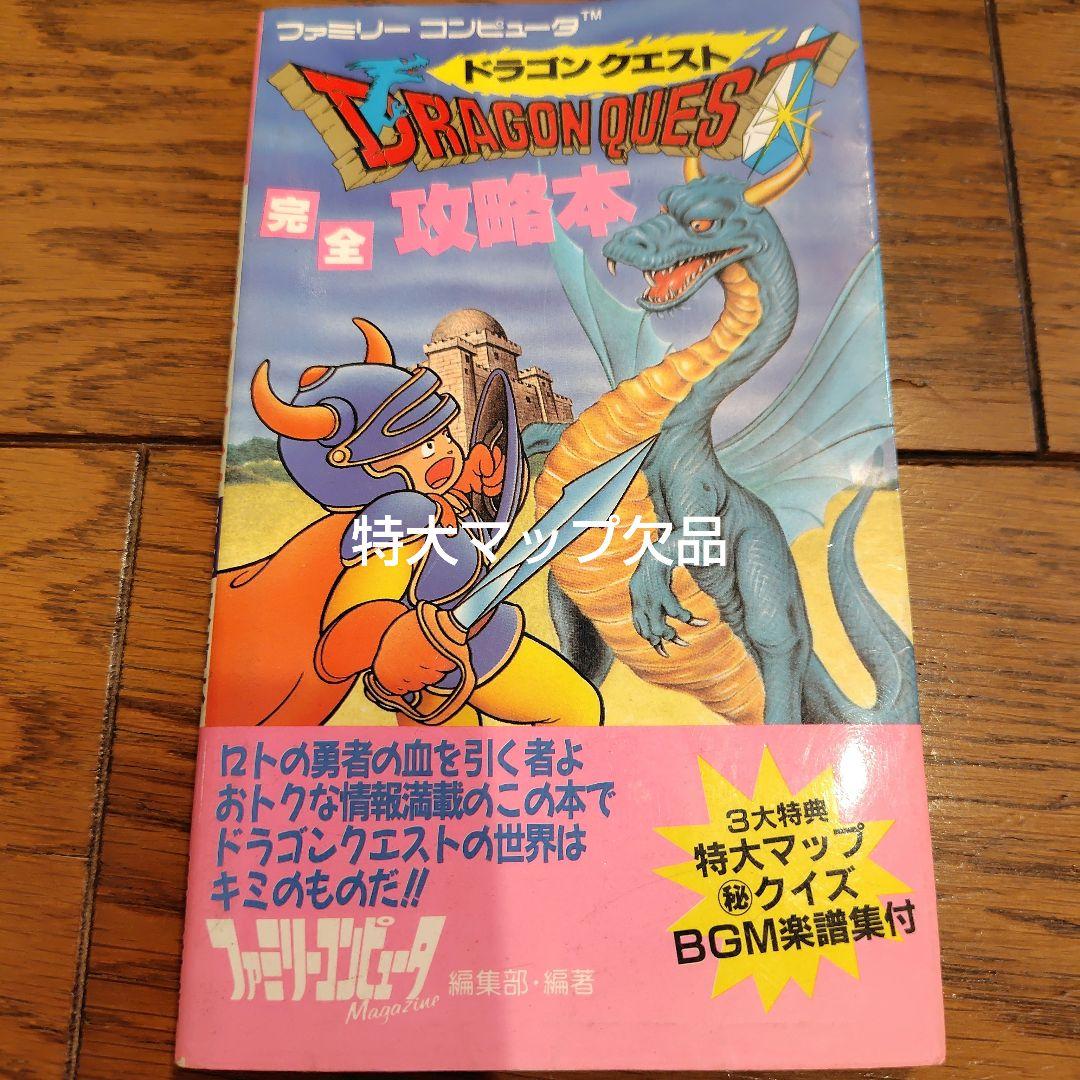 ファミリー コンピュータ™
ドラゴン クエスト
DRAGON QUEST
完全 攻略本
特大マップ欠品
ロトの勇者の血を引く者よ
おトクな情報満載のこの本で
ドラゴンクエストの世界は
キミのものだ!!
3大特典
特大マップ
㊙クイズ
BGM楽譜集付
ファミリーコンピュータ
Magazine
編集部・編著